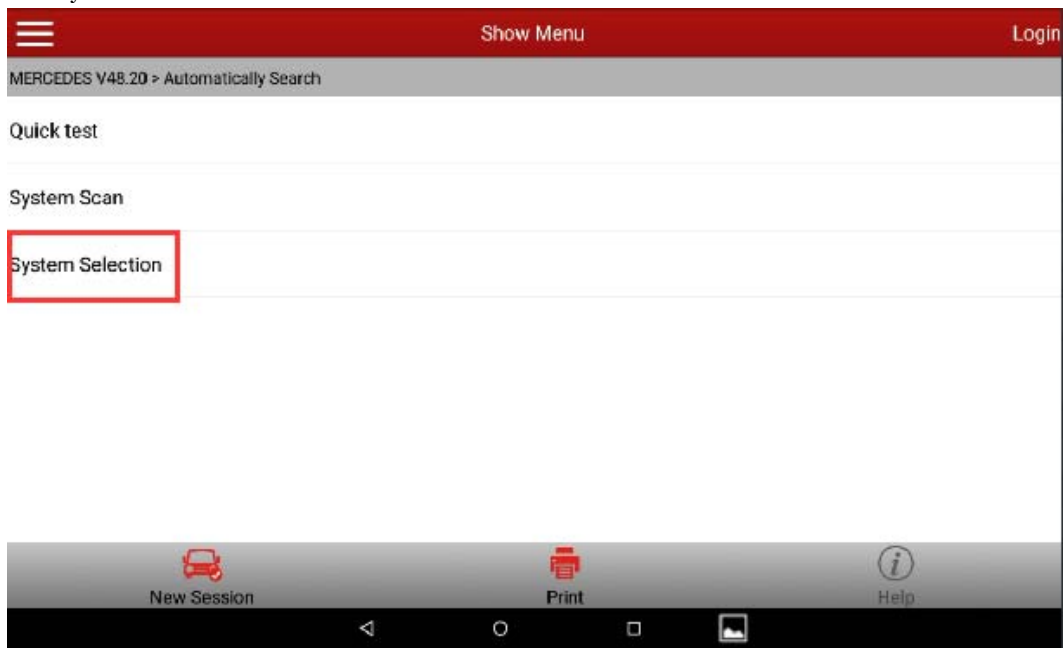 Show Menu
Login
MERCEDES V48.20 > Automatically Search
Quick test
System Scan
System Selection
New Session
Print
Help